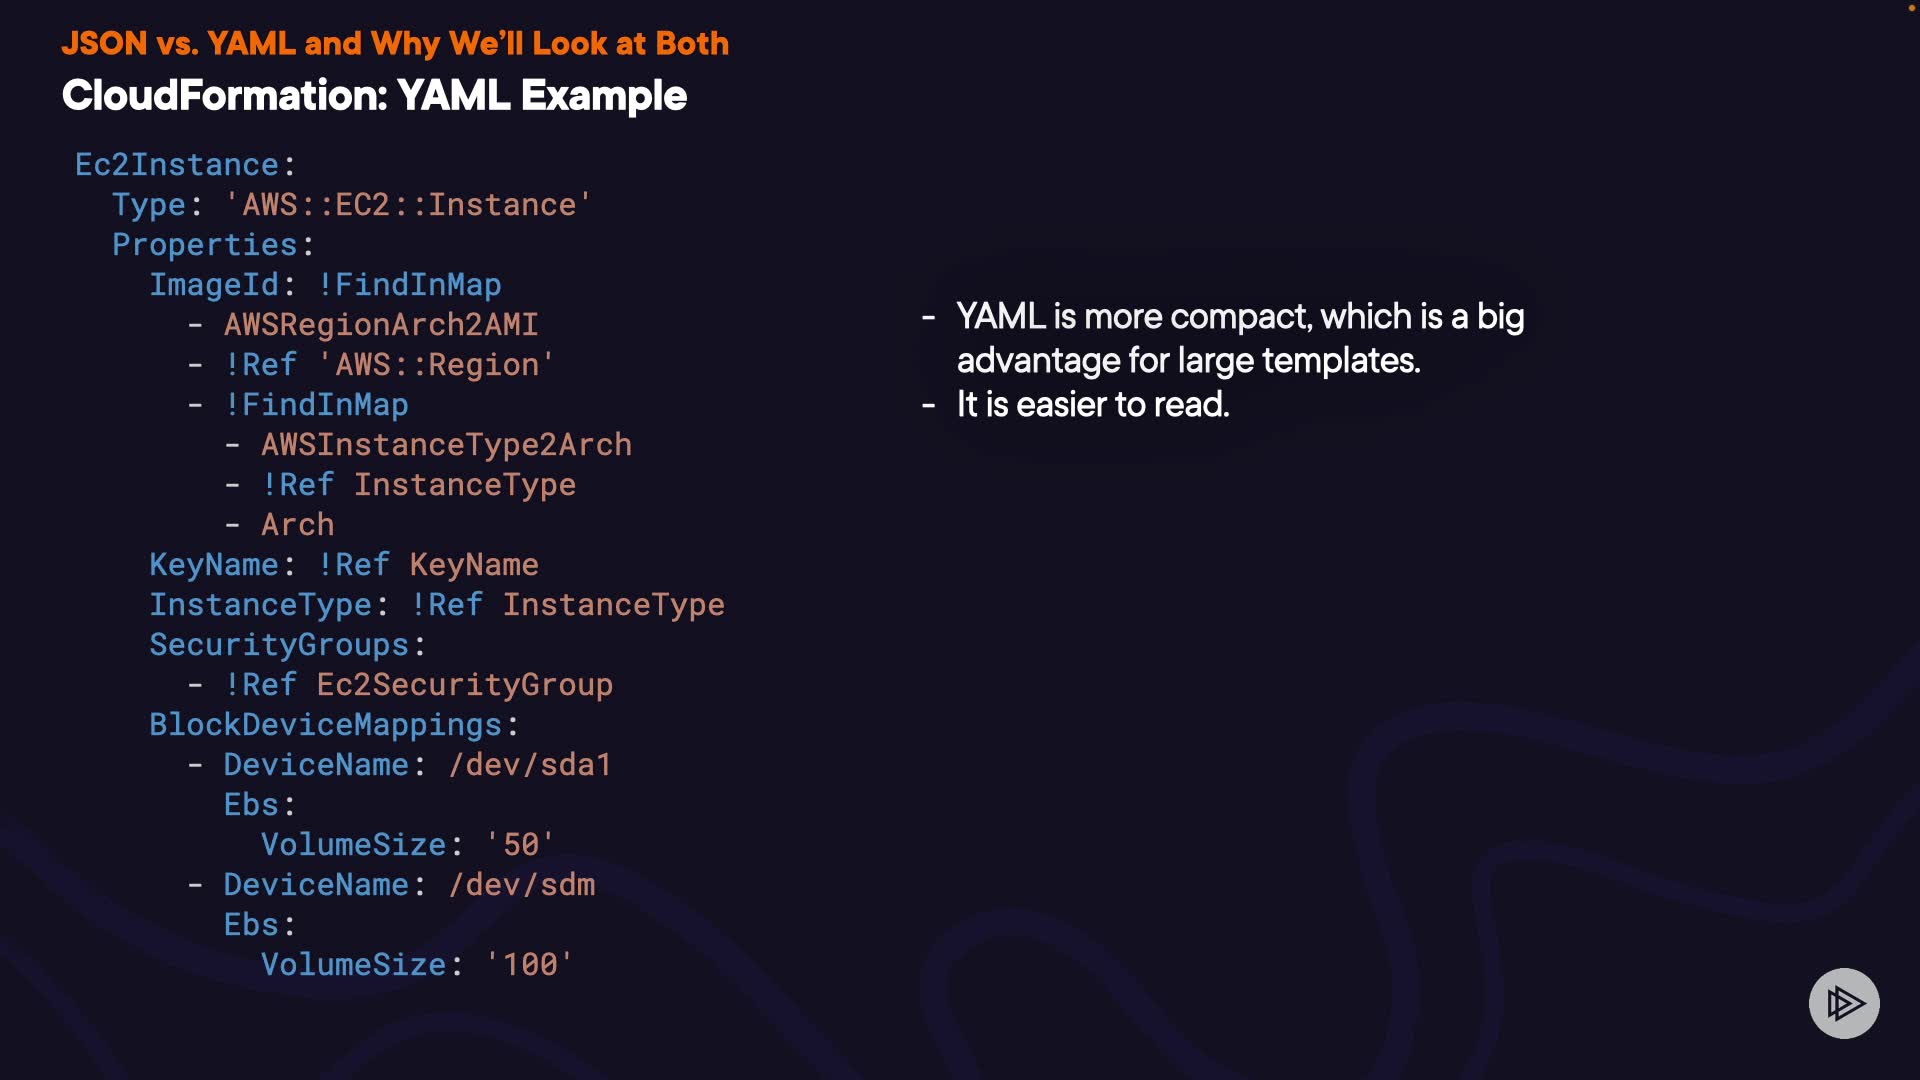 JSON vs. YAML and Why We'll Look at Both
CloudFormation: YAML Example
Ec2Instance:
  Type: 'AWS::EC2::Instance'
  Properties:
    ImageId: !FindInMap
      - AWSRegionArch2AMI
      - !Ref 'AWS::Region'
      - !FindInMap
        - AWSInstanceType2Arch
        - !Ref InstanceType
        - Arch
    KeyName: !Ref KeyName
    InstanceType: !Ref InstanceType
    SecurityGroups:
      - !Ref Ec2SecurityGroup
    BlockDeviceMappings:
      - DeviceName: /dev/sda1
        Ebs:
          VolumeSize: '50'
      - DeviceName: /dev/sdm
        Ebs:
          VolumeSize: '100'
- YAML is more compact, which is a big
advantage for large templates.
- It is easier to read.